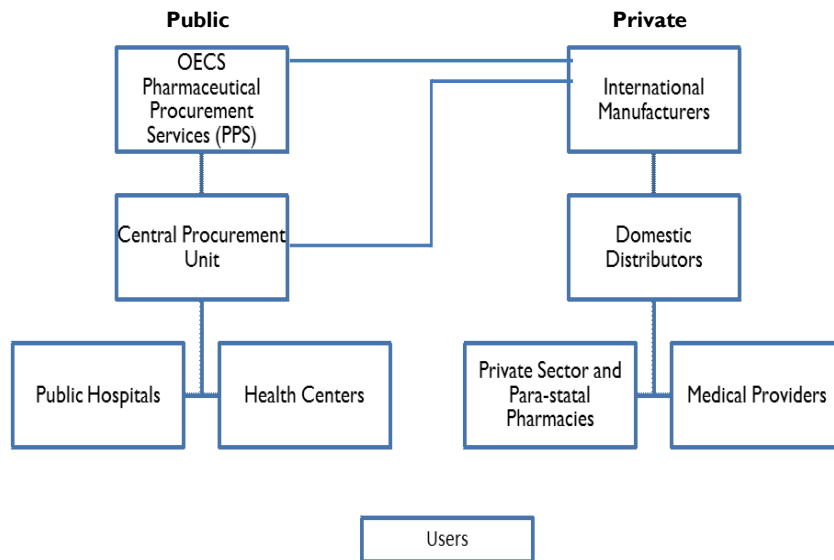 Public
Private
OECS
Pharmaceutical
Procurement
Services (PPS)
International
Manufacturers
Central Procurement
Unit
Domestic
Distributors
Public Hospitals
Health Centers
Private Sector and
Para-statal
Pharmacies
Medical Providers
Users